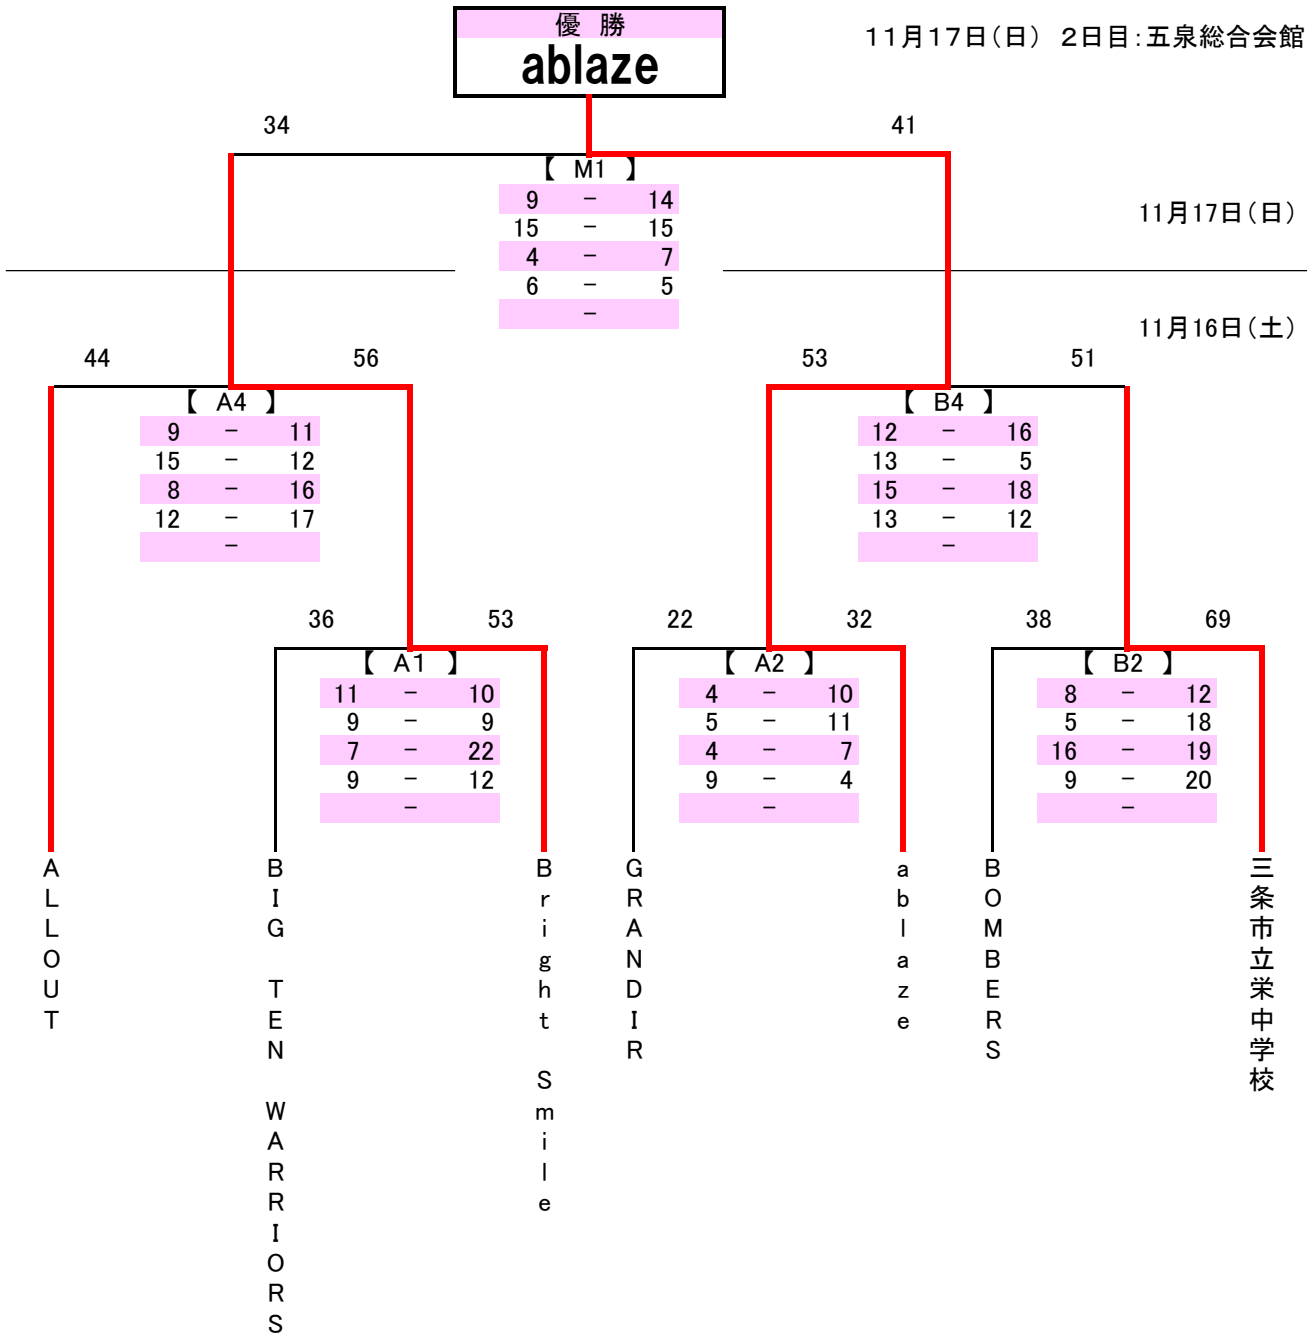 優 勝
ablaze
11月17日(日) 2日目:五泉総合会館
34 41
【 M1 】
9 - 14
15 - 15
4 - 7
6 - 5
-
11月17日(日)
11月16日(土)
44 56 53 51
【 A4 】 【 B4 】
9 - 11 12 - 16
15 - 12 13 - 5
8 - 16 15 - 18
12 - 17 13 - 12
- -
36 53 22 32 38 69
【 A1 】 【 A2 】 【 B2 】
11 - 10 4 - 10 8 - 12
9 - 9 5 - 11 5 - 18
7 - 22 4 - 7 16 - 19
9 - 12 9 - 4 9 - 20
- - -
ALLOUT
BIG TEN WARRIORS
Bright Smile
GRANDIR
ablaze
BOMBERS
三条市立栄中学校